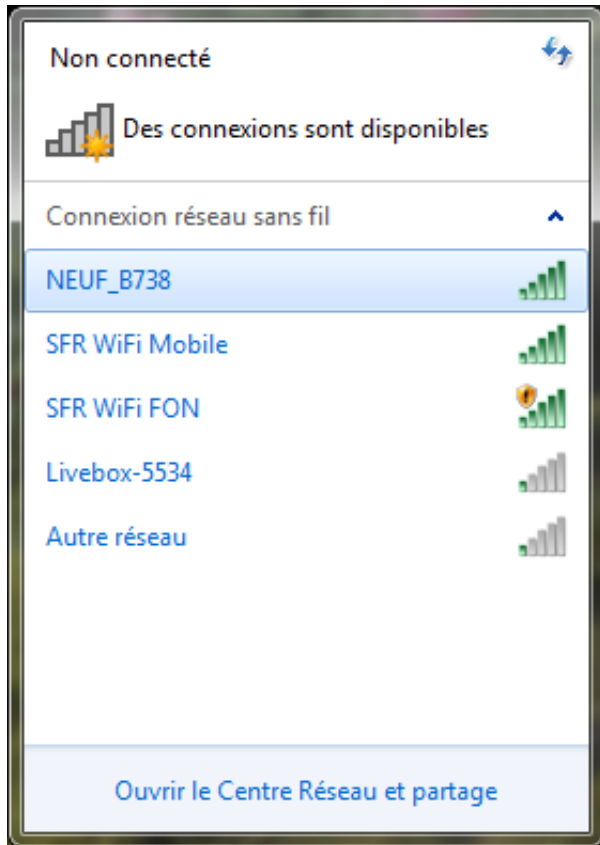 Non connecté
Des connexions sont disponibles
Connexion réseau sans fil
NEUF_B738
SFR WiFi Mobile
SFR WiFi FON
Livebox-5534
Autre réseau
Ouvrir le Centre Réseau et partage